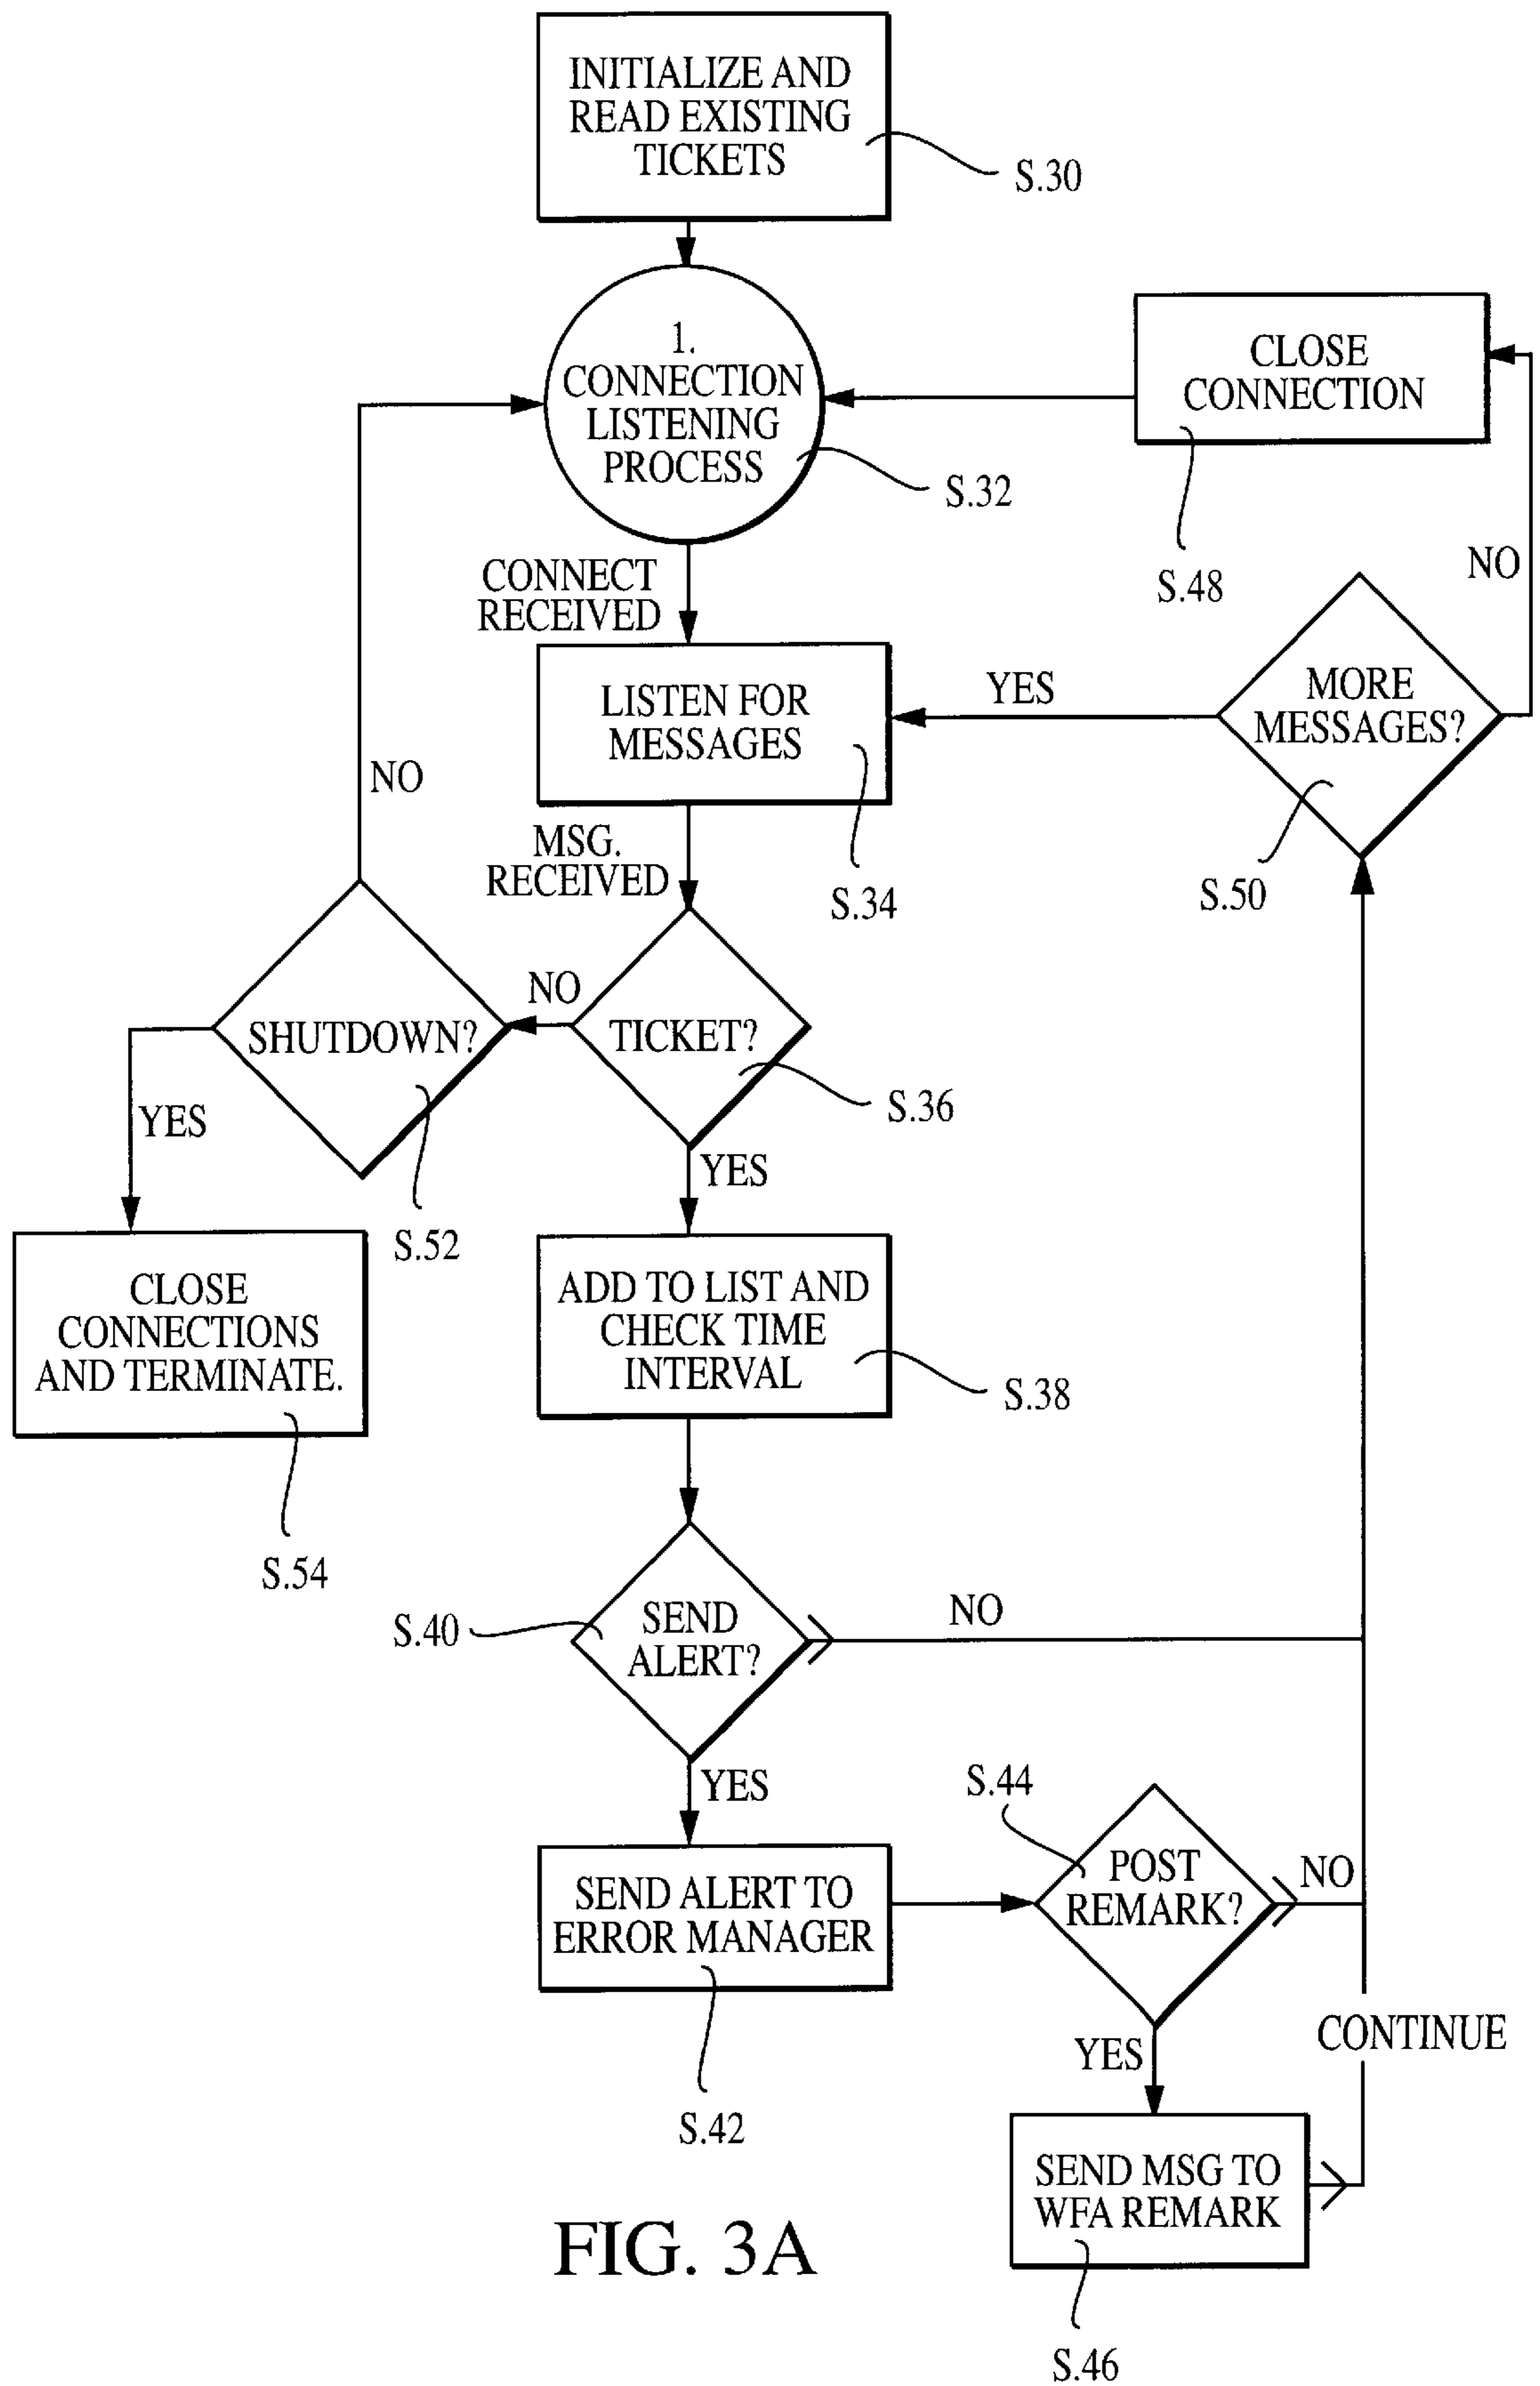 INITIALIZE AND
READ EXISTING
TICKETS
S.30
1.
CONNECTION
LISTENING
PROCESS
S.32
CLOSE
CONNECTION
S.48
NO
CONNECT
RECEIVED
LISTEN FOR
MESSAGES
S.34
YES
MORE
MESSAGES?
S.50
NO
MSG.
RECEIVED
SHUTDOWN?
S.52
NO
TICKET?
S.36
YES
YES
CLOSE
CONNECTIONS
AND TERMINATE.
S.54
ADD TO LIST AND
CHECK TIME
INTERVAL
S.38
S.40
SEND
ALERT?
NO
YES
SEND ALERT TO
ERROR MANAGER
S.42
S.44
POST
REMARK?
NO
YES
CONTINUE
SEND MSG TO
WFA REMARK
S.46
FIG. 3A